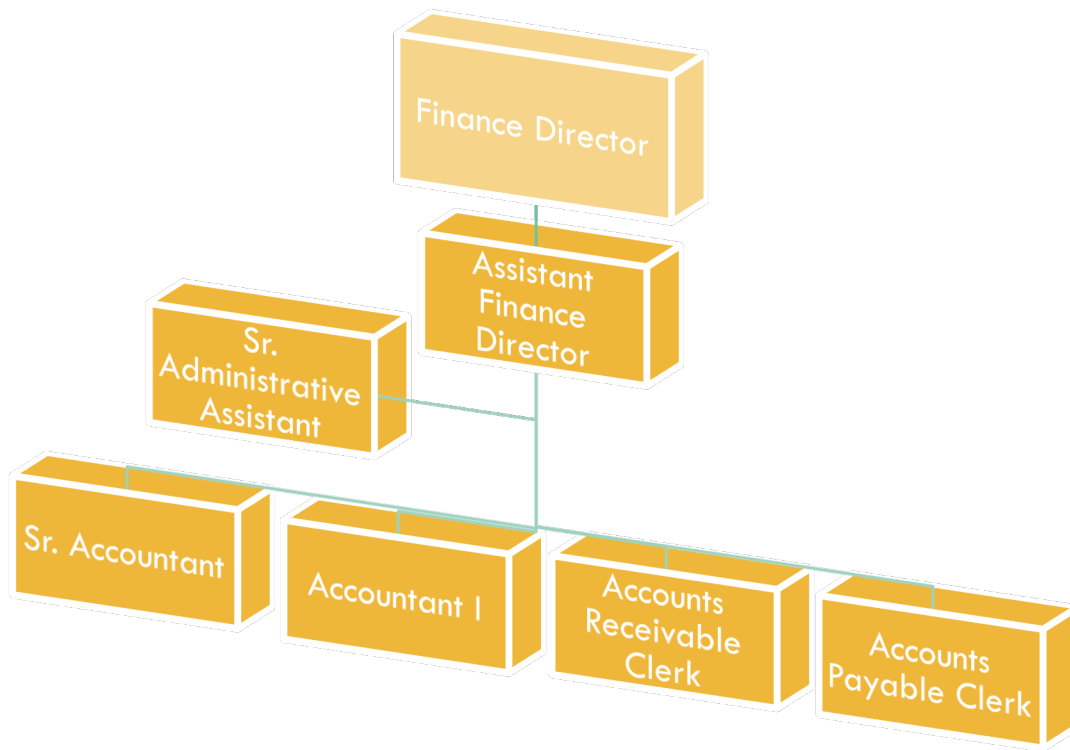 Finance Director
Assistant
Finance
Director
Sr.
Administrative
Assistant
Sr. Accountant
Accountant I
Accounts
Receivable
Clerk
Accounts
Payable Clerk